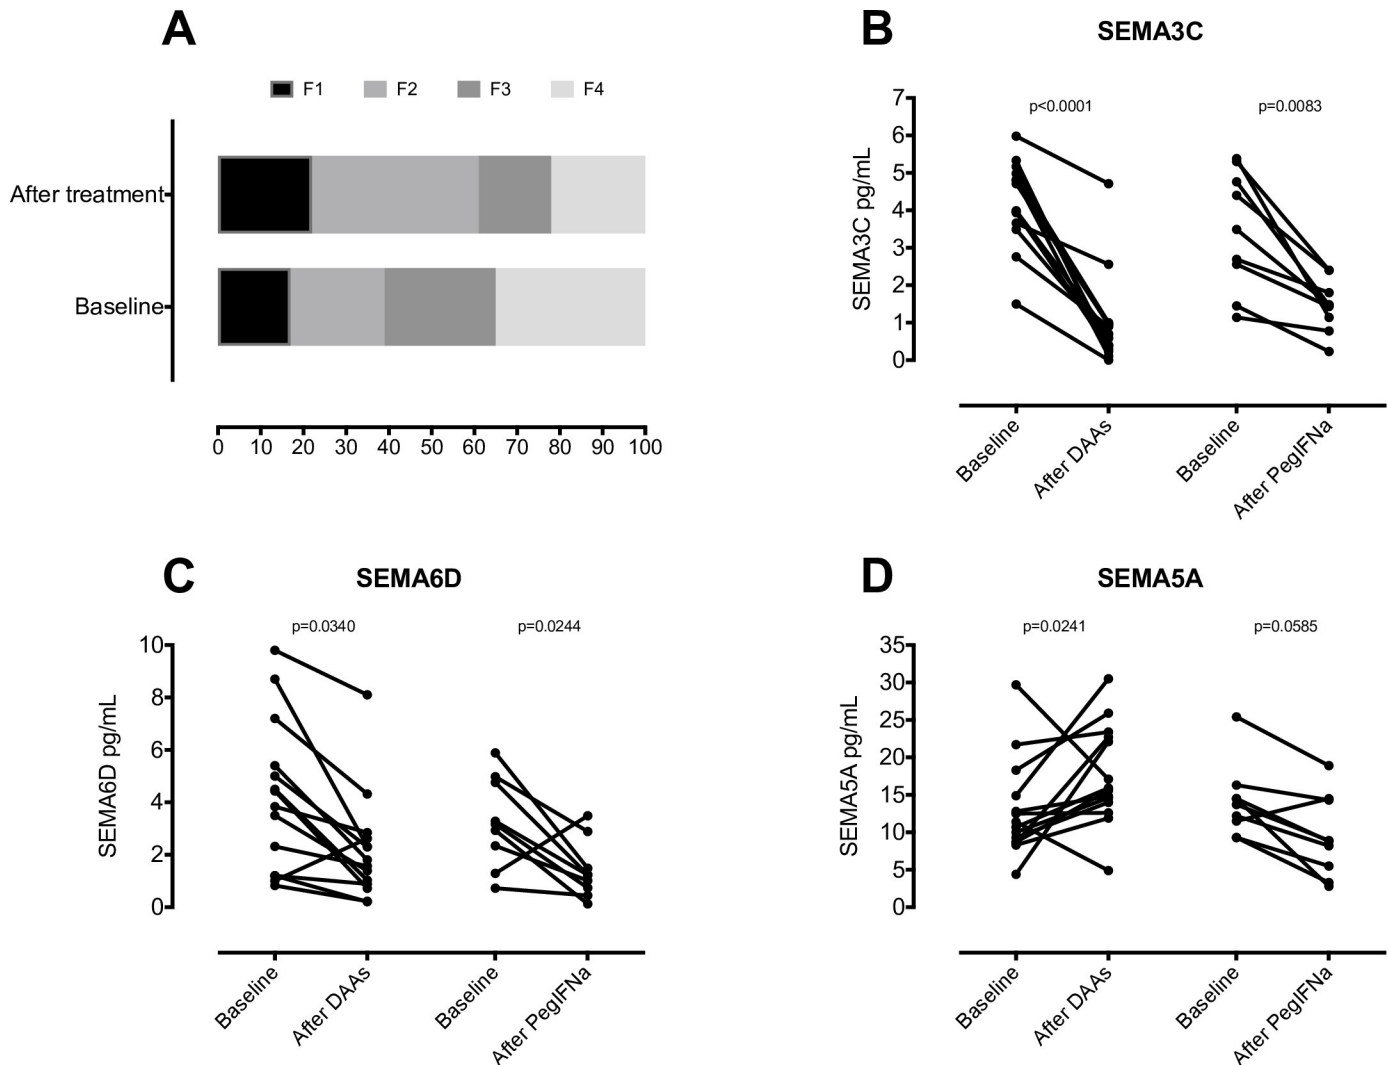 A
F1 F2 F3 F4
After treatment
Baseline
0 10 20 30 40 50 60 70 80 90 100
B
SEMA3C
p<0.0001 p=0.0083
SEMA3C pg/mL
7
6
5
4
3
2
1
0
Baseline
After DAAs
Baseline
After PegIFNa
C
SEMA6D
p=0.0340 p=0.0244
SEMA6D pg/mL
10
8
6
4
2
0
Baseline
After DAAs
Baseline
After PegIFNa
D
SEMA5A
p=0.0241 p=0.0585
SEMA5A pg/mL
35
30
25
20
15
10
5
0
Baseline
After DAAs
Baseline
After PegIFNa